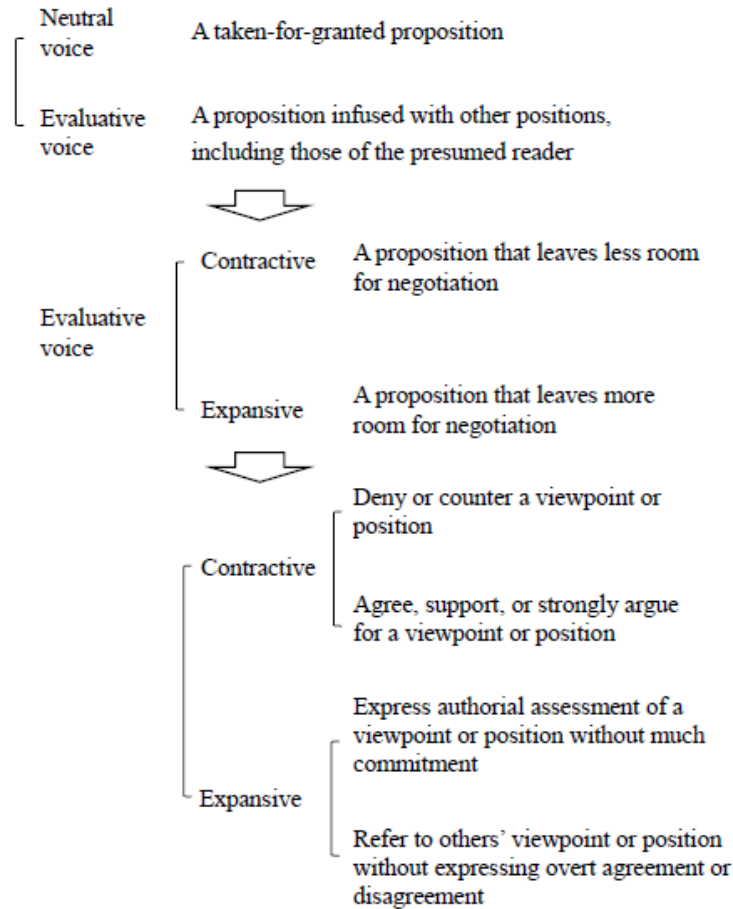 Neutral
voice
A taken-for-granted proposition
Evaluative
voice
A proposition infused with other positions,
including those of the presumed reader
Contractive
A proposition that leaves less room
for negotiation
Evaluative
voice
Expansive
A proposition that leaves more
room for negotiation
Contractive
Deny or counter a viewpoint or
position
Agree, support, or strongly argue
for a viewpoint or position
Expansive
Express authorial assessment of a
viewpoint or position without much
commitment
Refer to others’ viewpoint or position
without expressing overt agreement or
disagreement